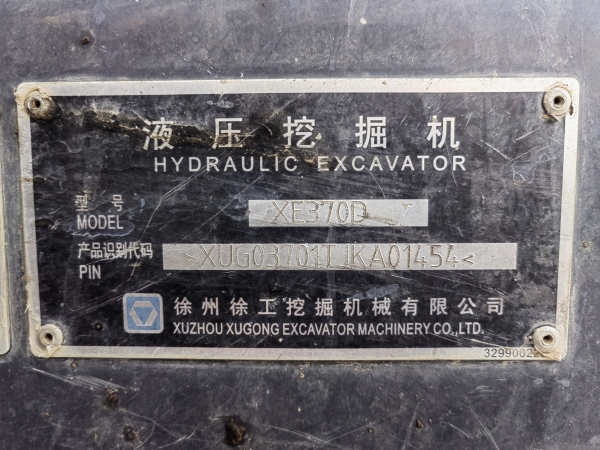 液压挖掘机
HYDRAULIC EXCAVATOR
型号
MODEL
XE370D
产品识别代码
PIN
>XUG03701TJKA01454<
徐州徐工挖掘机械有限公司
XUZHOU XUGONG EXCAVATOR MACHINERY CO., LTD.